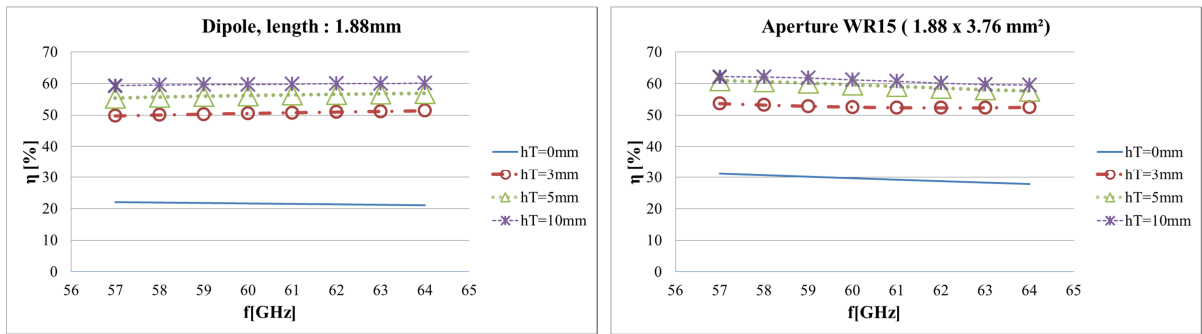 Dipole, length : 1.88mm
70
60
50
40
30
20
10
0
η [%]
56 57 58 59 60 61 62 63 64 65
f[GHz]
hT=0mm
hT=3mm
hT=5mm
hT=10mm
Aperture WR15 ( 1.88 x 3.76 mm²)
70
60
50
40
30
20
10
0
η [%]
56 57 58 59 60 61 62 63 64 65
f[GHz]
hT=0mm
hT=3mm
hT=5mm
hT=10mm